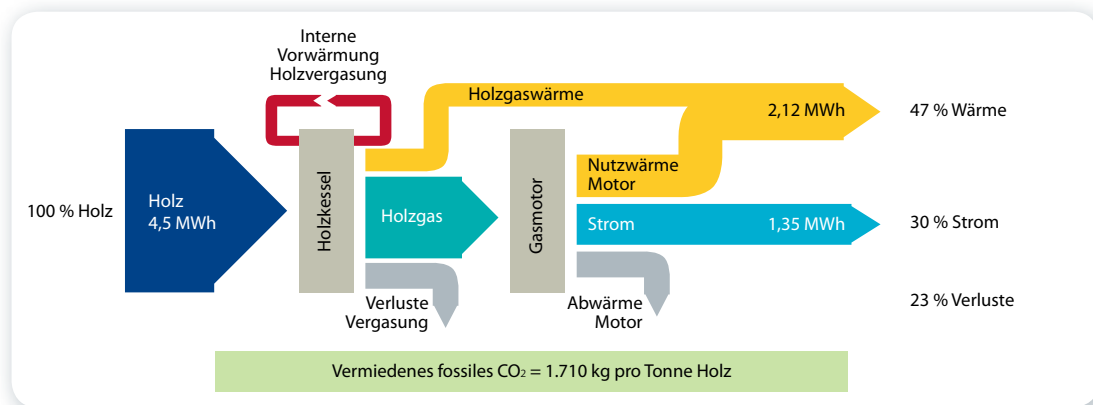 Interne
Vorwärmung
Holzvergasung
Holzgaswärme
2,12 MWh
47 % Wärme
100 % Holz
Holz
4,5 MWh
Holzkessel
Holzgas
Gasmotor
Nutzwärme
Motor
Strom
1,35 MWh
30 % Strom
Verluste
Vergasung
Abwärme
Motor
23 % Verluste
Vermiedenes fossiles CO₂ = 1.710 kg pro Tonne Holz